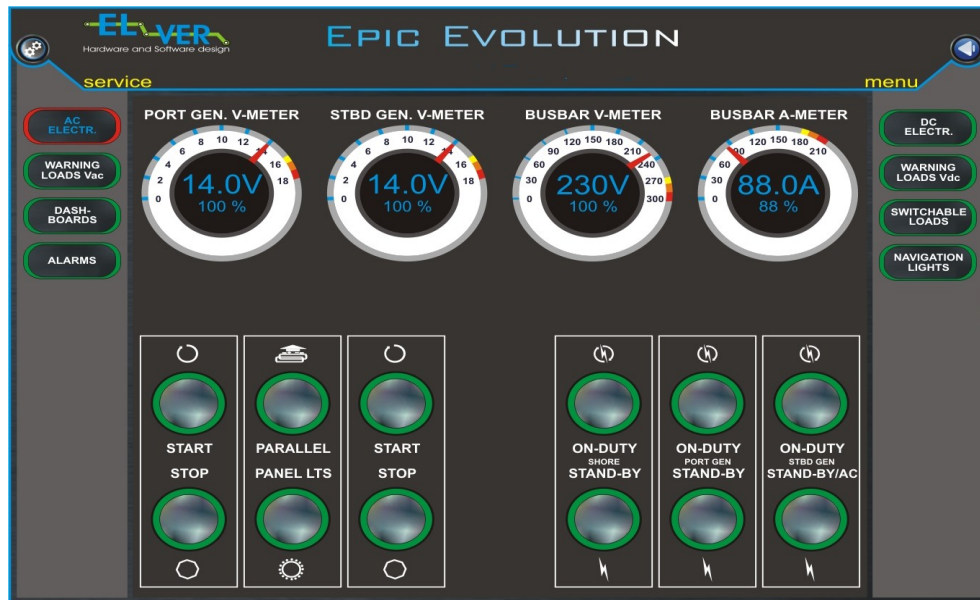 EL-VER
Hardware and Software design
EPIC EVOLUTION
service
menu
AC
ELECTR.
WARNING
LOADS Vac
DASH-
BOARDS
ALARMS
PORT GEN. V-METER
0 2 4 6 8 10 12 14 16 18
14.0V
100 %
STBD GEN. V-METER
0 2 4 6 8 10 12 14 16 18
14.0V
100 %
BUSBAR V-METER
0 30 60 90 120 150 180 210 240 270 300
230V
100 %
BUSBAR A-METER
0 30 60 90 120 150 180 210
88.0A
88 %
DC
ELECTR.
WARNING
LOADS Vdc
SWITCHABLE
LOADS
NAVIGATION
LIGHTS
START
STOP
PARALLEL
PANEL LTS
START
STOP
ON-DUTY
SHORE
STAND-BY
ON-DUTY
PORT GEN
STAND-BY
ON-DUTY
STBD GEN
STAND-BY/AC